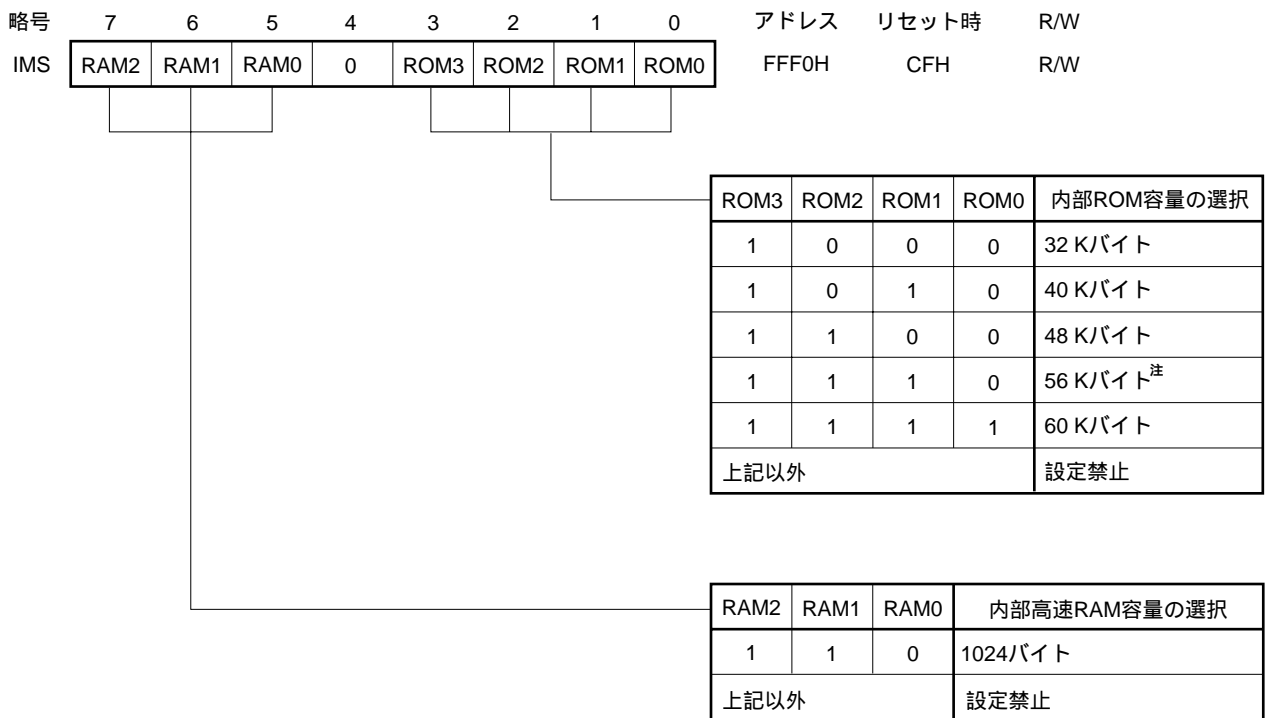 略号 7 6 5 4 3 2 1 0 アドレス リセット時 R/W
IMS RAM2 RAM1 RAM0 0 ROM3 ROM2 ROM1 ROM0 FFF0H CFH R/W
ROM3 ROM2 ROM1 ROM0 内部ROM容量の選択
1 0 0 0 32 Kバイト
1 0 1 0 40 Kバイト
1 1 0 0 48 Kバイト
1 1 1 0 56 Kバイト注
1 1 1 1 60 Kバイト
上記以外 設定禁止
RAM2 RAM1 RAM0 内部高速RAM容量の選択
1 1 0 1024バイト
上記以外 設定禁止